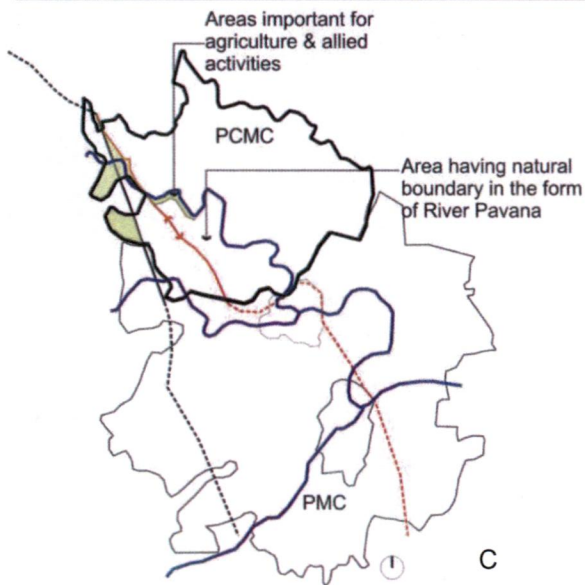 Areas important for
agriculture & allied
activities
PCMC
Area having natural
boundary in the form
of River Pavana
PMC
C